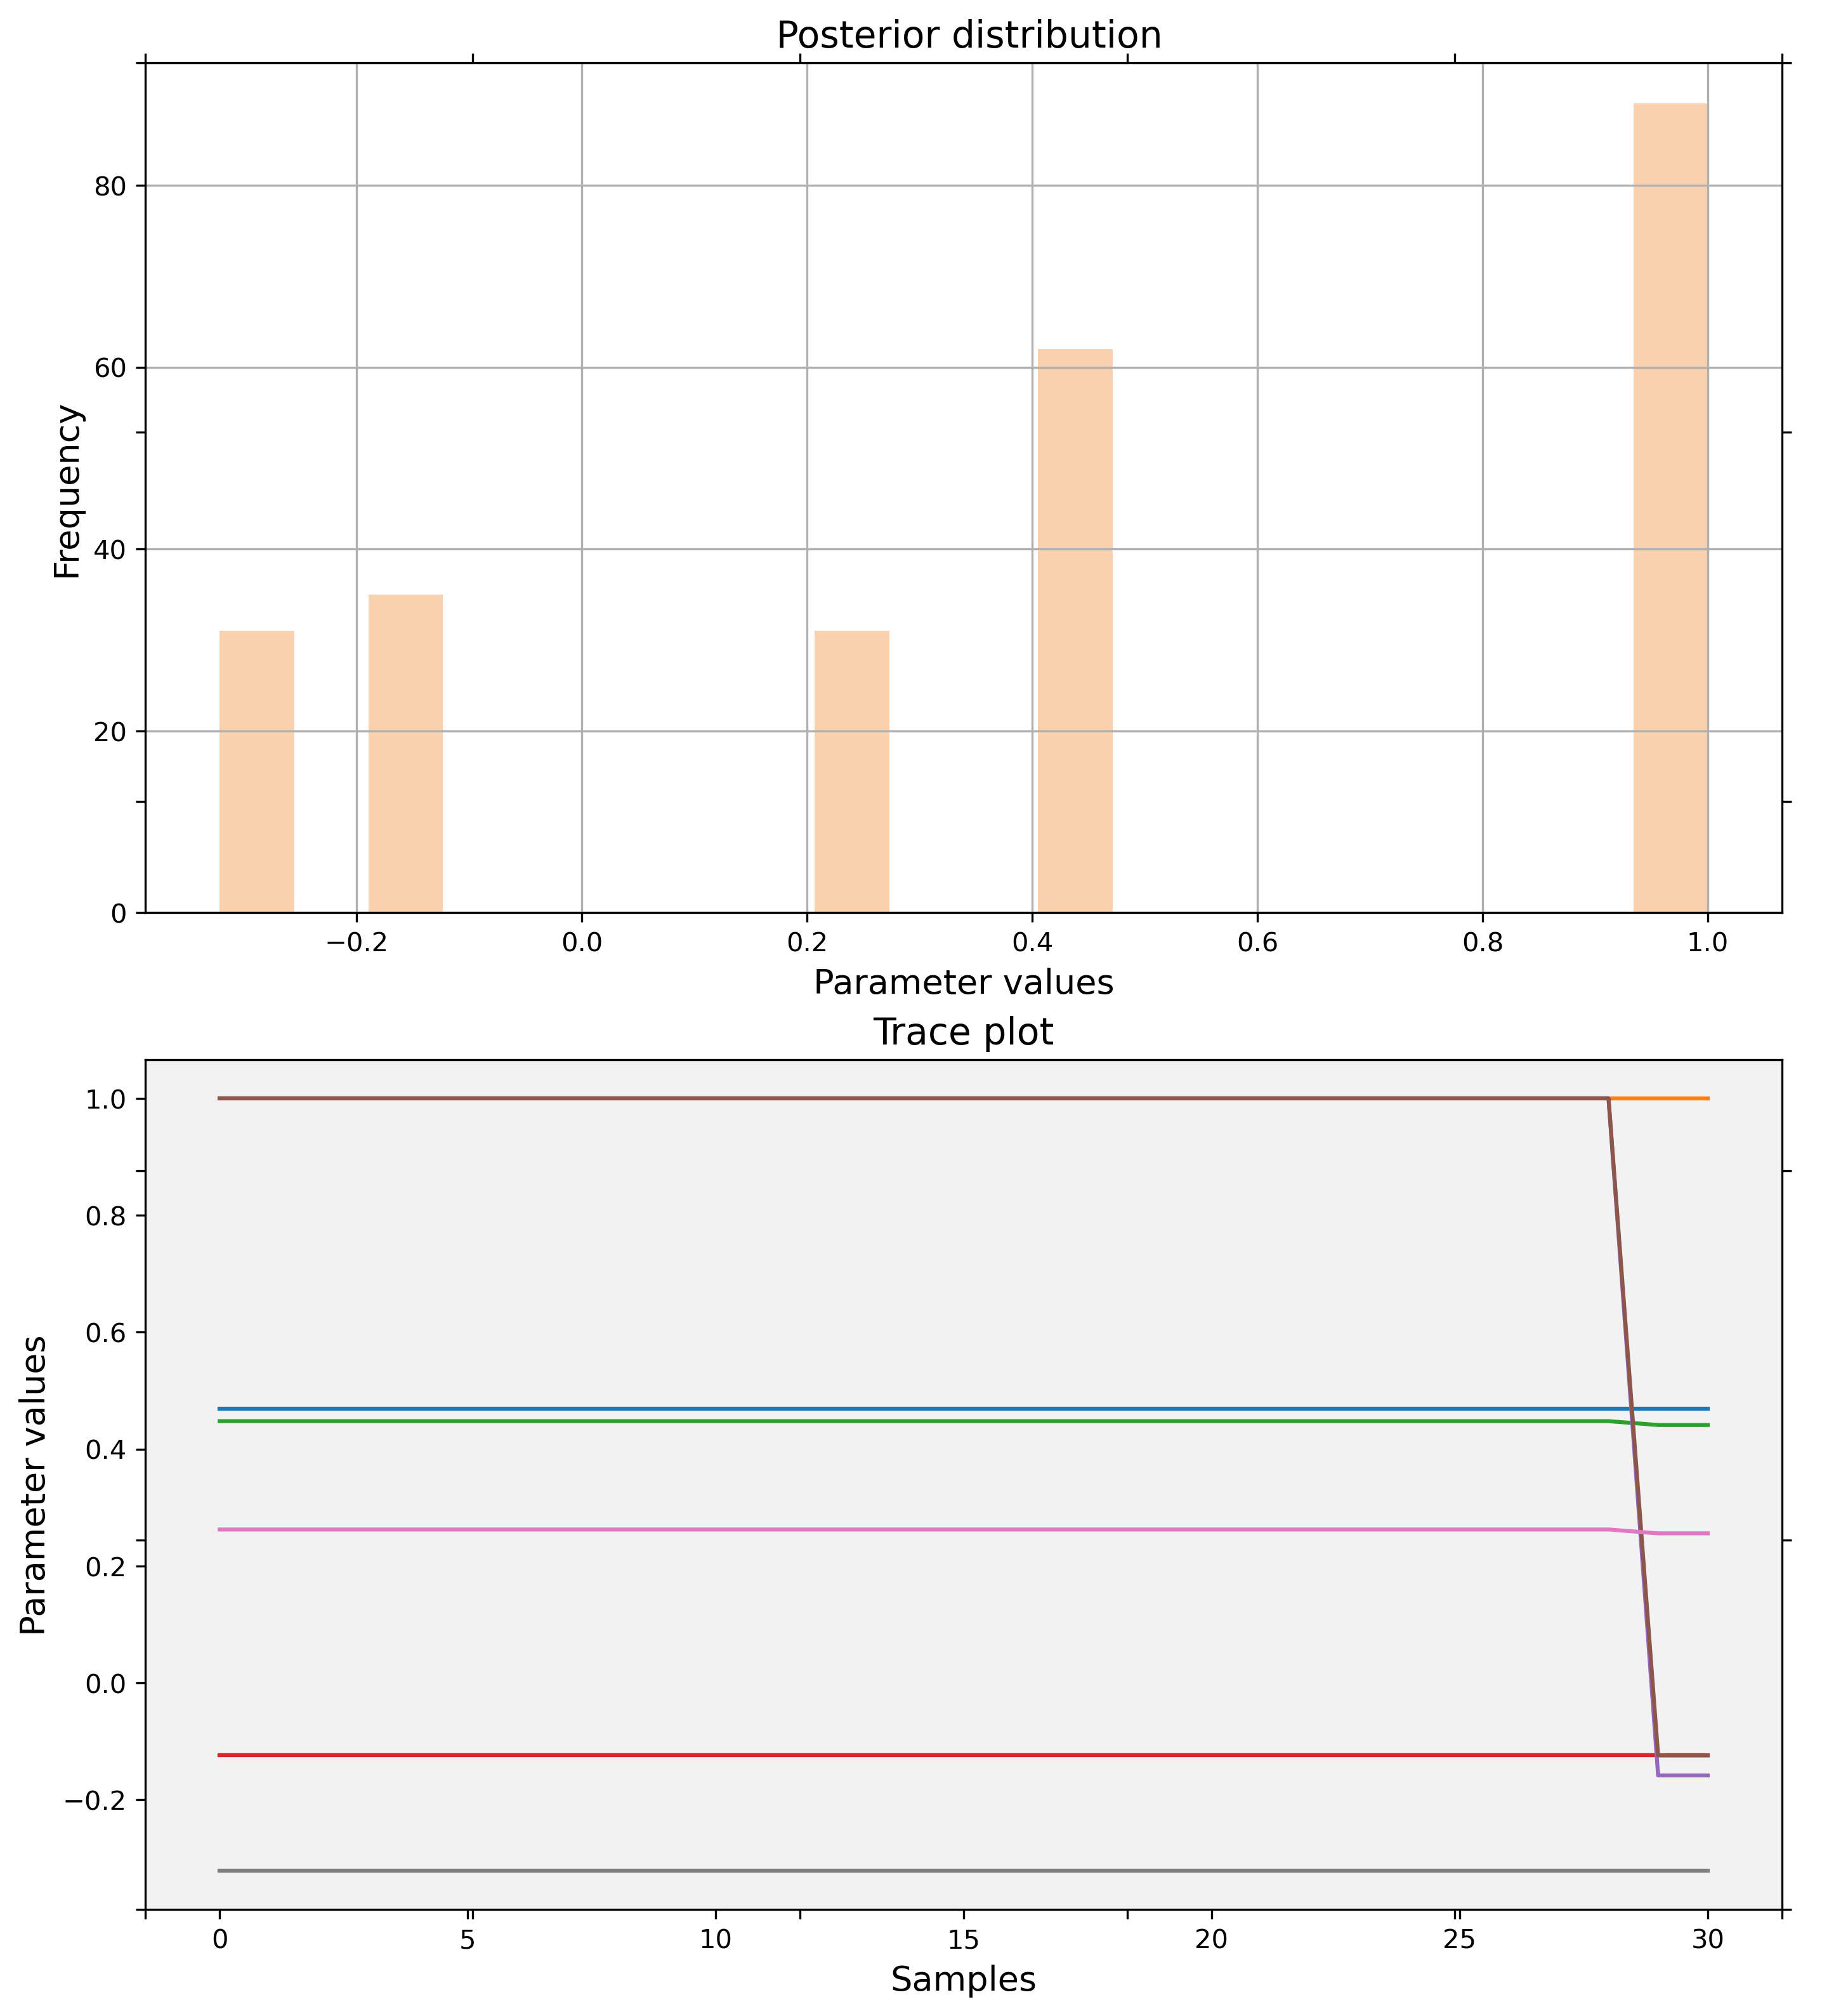 Posterior distribution
Frequency
80
60
40
20
0
−0.2 0.0 0.2 0.4 0.6 0.8 1.0
Parameter values
Trace plot
Parameter values
1.0
0.8
0.6
0.4
0.2
0.0
−0.2
0 5 10 15 20 25 30
Samples